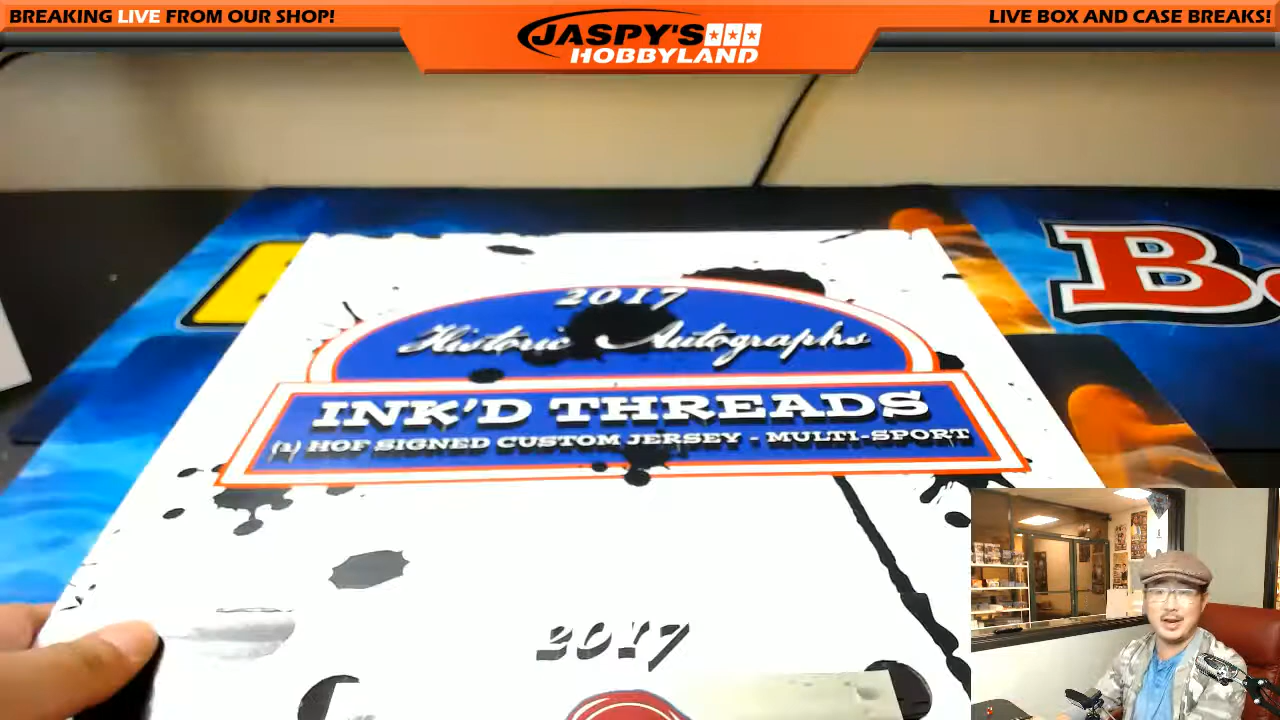 BREAKING LIVE FROM OUR SHOP!
JASPY'S
HOBBYLAND
LIVE BOX AND CASE BREAKS!
B.
2017
Historic Autographs
INK'D THREADS
(1) HOF SIGNED CUSTOM JERSEY - MULTI-SPORT
2017